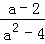 a − 2
a² − 4